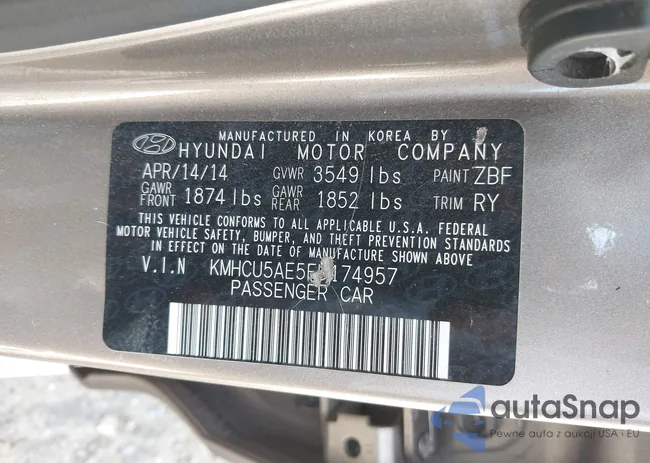 MANUFACTURED IN KOREA BY
HYUNDAI MOTOR COMPANY
APR/14/14 GVWR 3549 lbs PAINT ZBF
GAWR FRONT 1874 lbs GAWR REAR 1852 lbs TRIM RY
THIS VEHICLE CONFORMS TO ALL APPLICABLE U.S.A. FEDERAL
MOTOR VEHICLE SAFETY, BUMPER, AND THEFT PREVENTION STANDARDS
IN EFFECT ON THE DATE OF MANUFACTURE SHOWN ABOVE.
V.I.N
PASSENGER CAR
autoSnap
Pewne auta z aukcji USA i EU